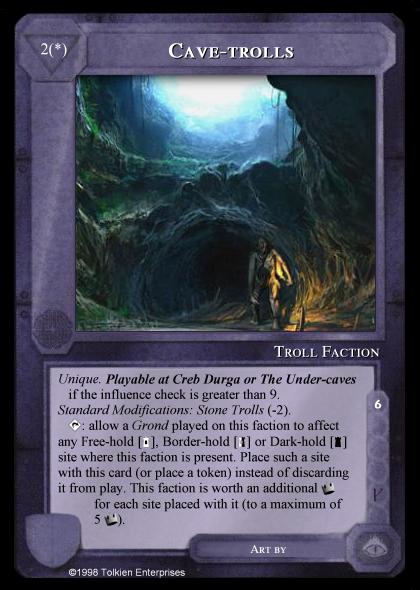 2(*)
CAVE-TROLLS
TROLL FACTION
Unique. Playable at Creb Durga or The Under-caves
if the influence check is greater than 9.
Standard Modifications: Stone Trolls (-2).
: allow a Grond played on this faction to affect
any Free-hold [ ], Border-hold [ ] or Dark-hold [ ]
site where this faction is present. Place such a site
with this card (or place a token) instead of discarding
it from play. This faction is worth an additional
for each site placed with it (to a maximum of
5 ).
6
ART BY
©1998 Tolkien Enterprises